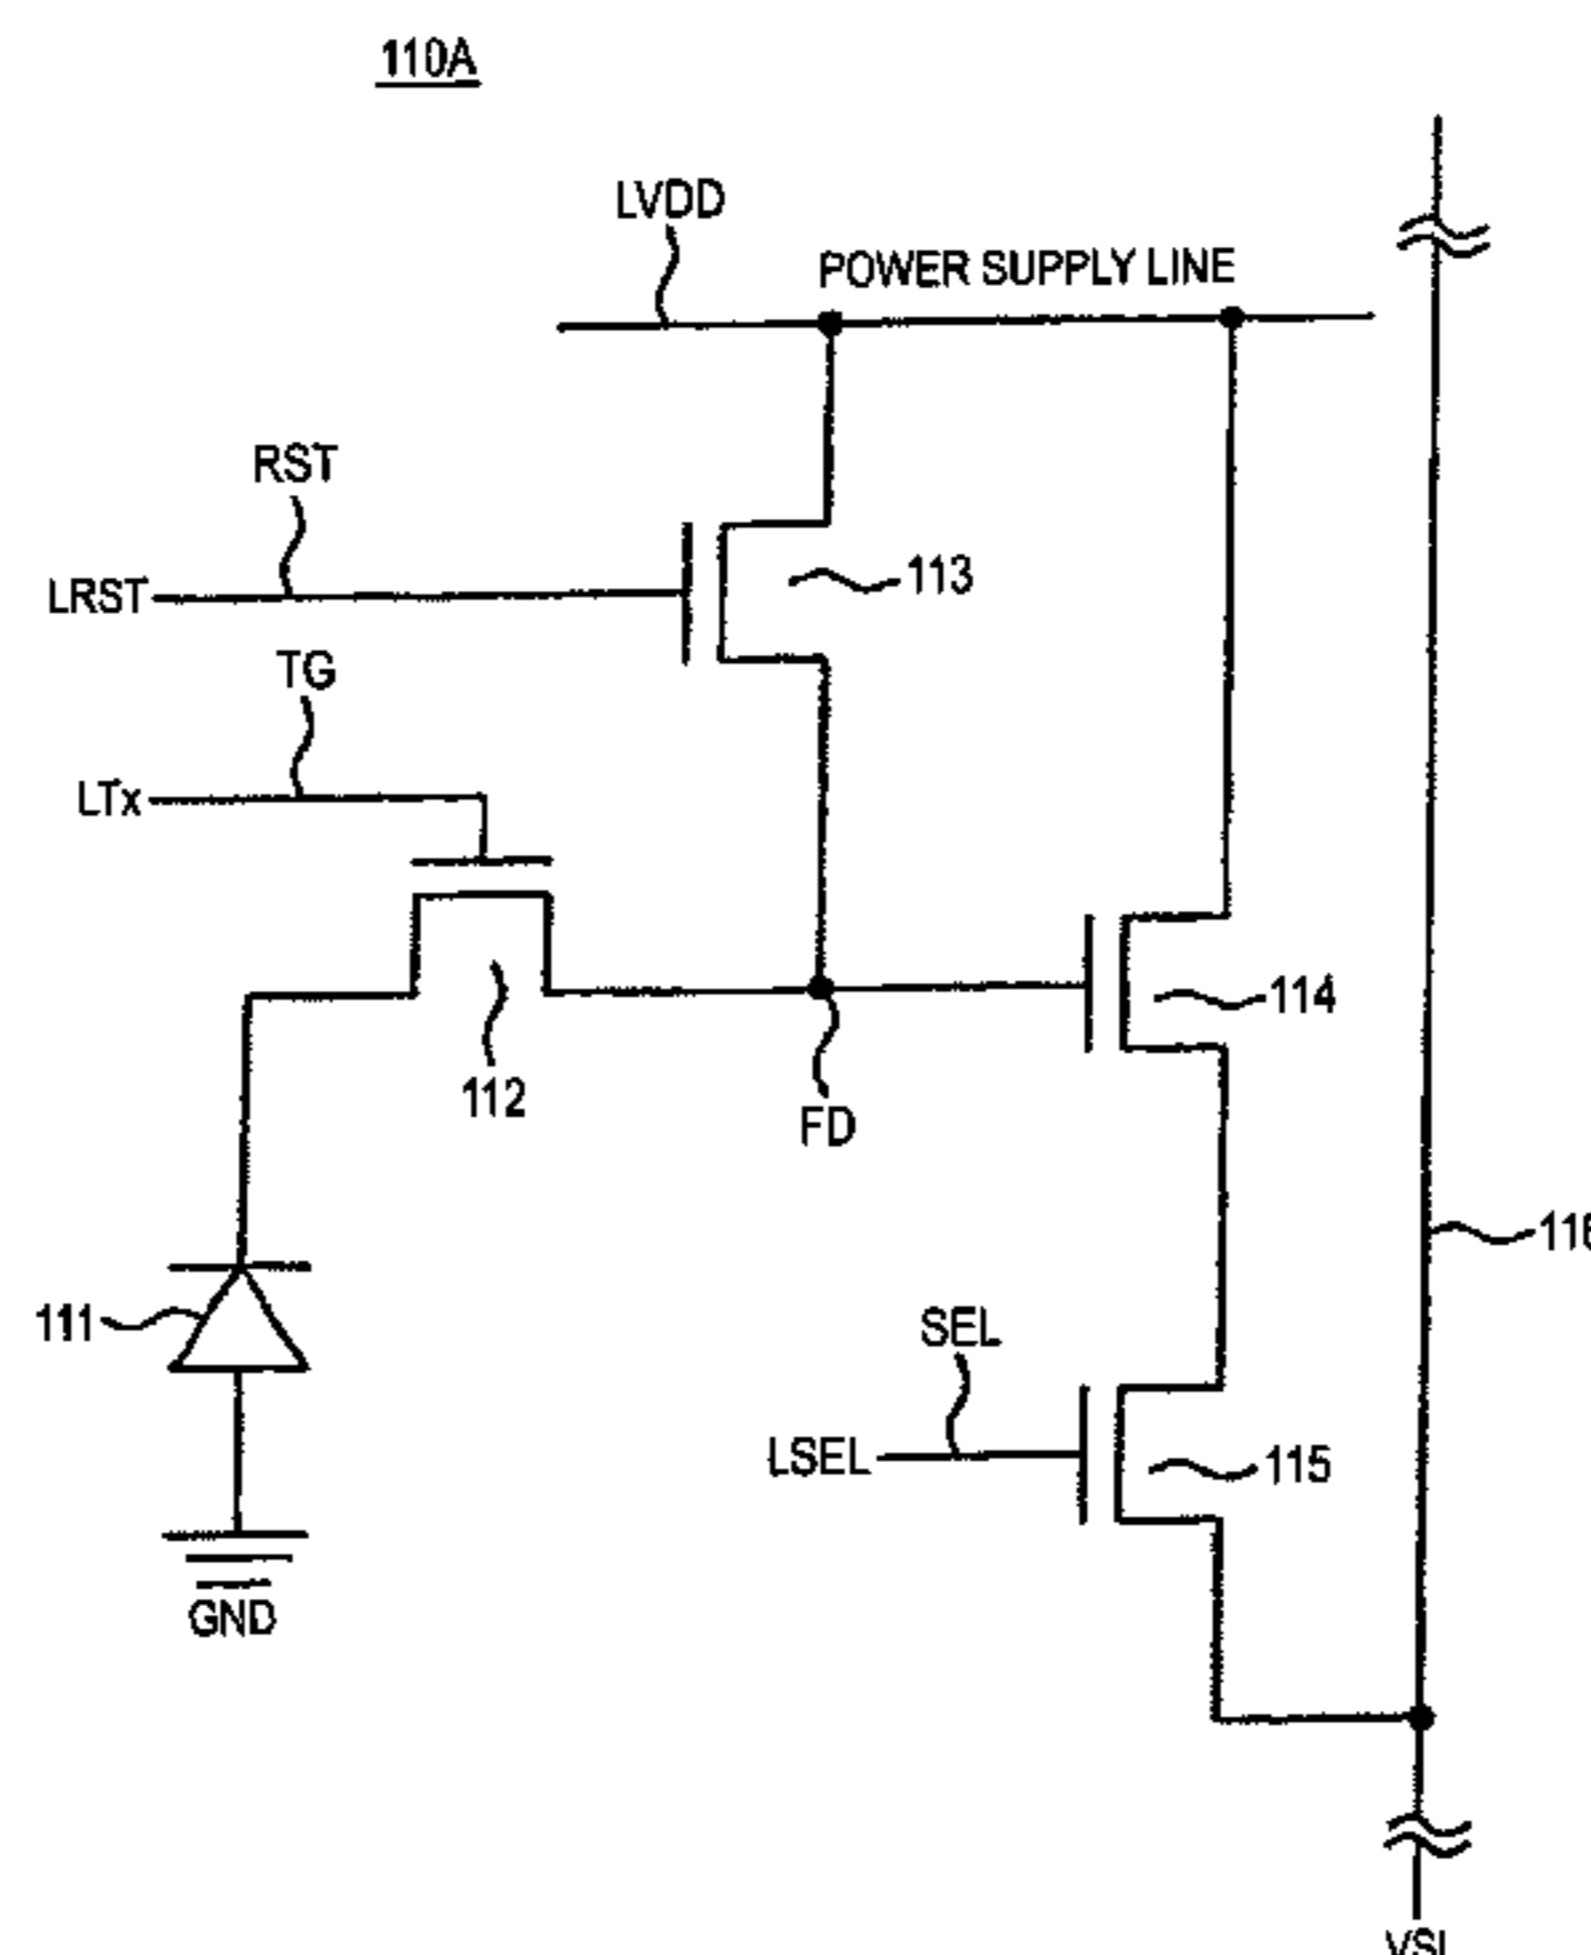 110A
LVDD
POWER SUPPLY LINE
RST
LRST
113
TG
LTx
114
112
FD
111
SEL
LSEL
115
GND